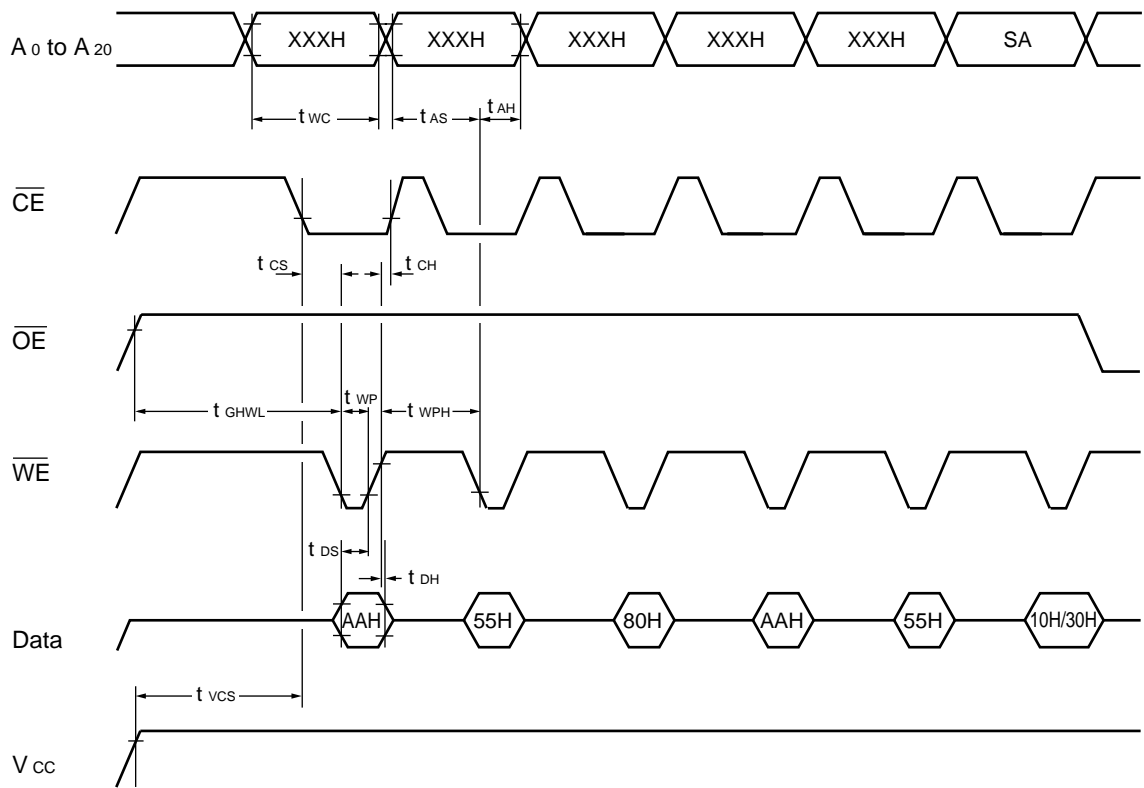 A 0 to A 20
XXXH XXXH XXXH XXXH XXXH SA
t WC t AS t AH
CE
t CS t CH
OE
t GHWL t WP t WPH
WE
t DS t DH
Data
AAH 55H 80H AAH 55H 10H/30H
t VCS
V CC